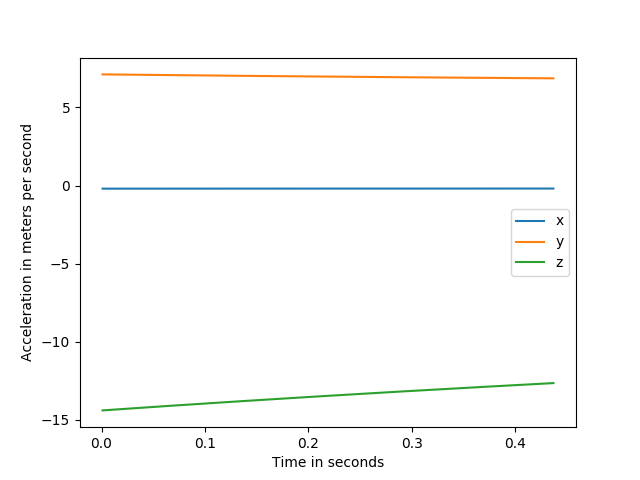 5
0
−5
−10
−15
Acceleration in meters per second
x
y
z
0.0 0.1 0.2 0.3 0.4
Time in seconds